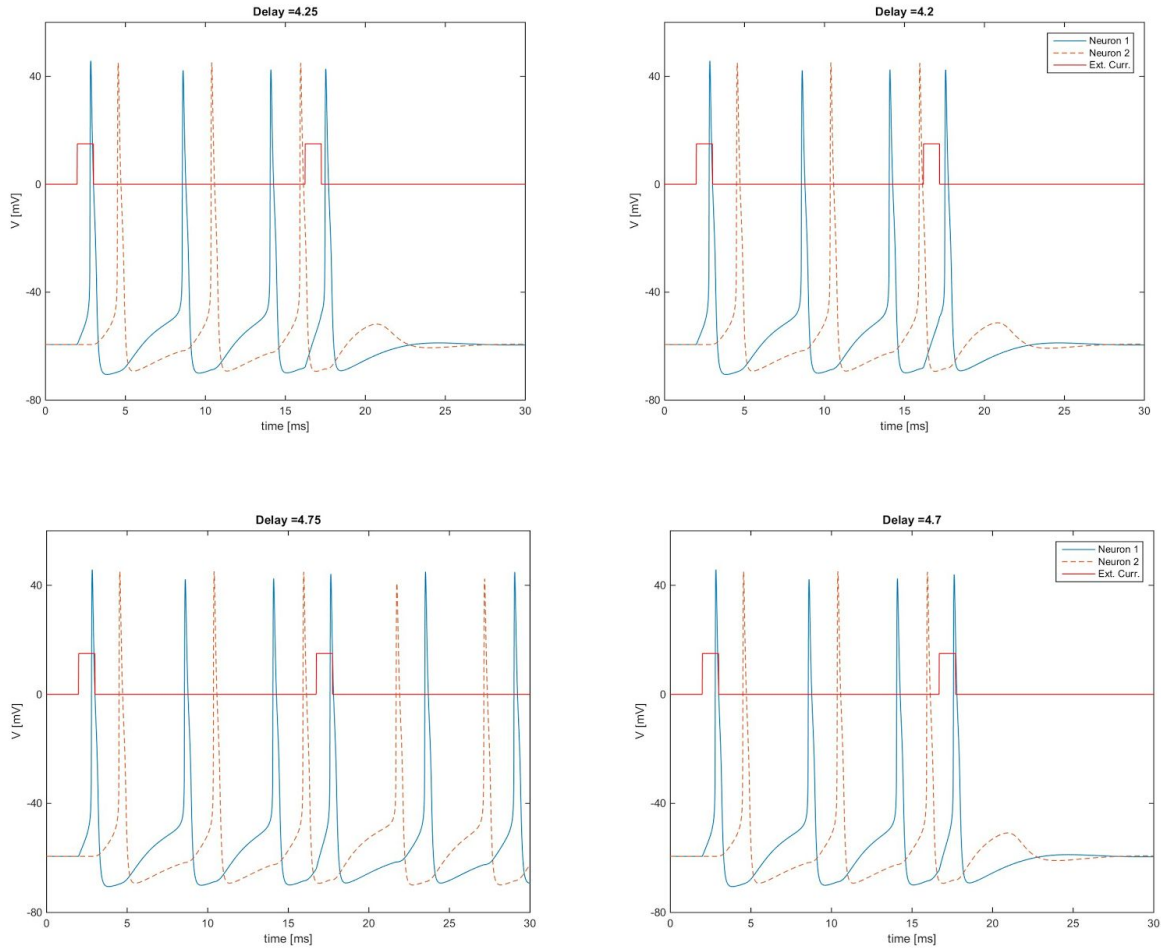 Delay =4.25
40
0
-40
-80
V [mV]
0 5 10 15 20 25 30
time [ms]
Delay =4.2
Neuron 1
Neuron 2
Ext. Curr.
40
0
-40
-80
V [mV]
0 5 10 15 20 25 30
time [ms]
Delay =4.75
40
0
-40
-80
V [mV]
0 5 10 15 20 25 30
time [ms]
Delay =4.7
Neuron 1
Neuron 2
Ext. Curr.
40
0
-40
-80
V [mV]
0 5 10 15 20 25 30
time [ms]